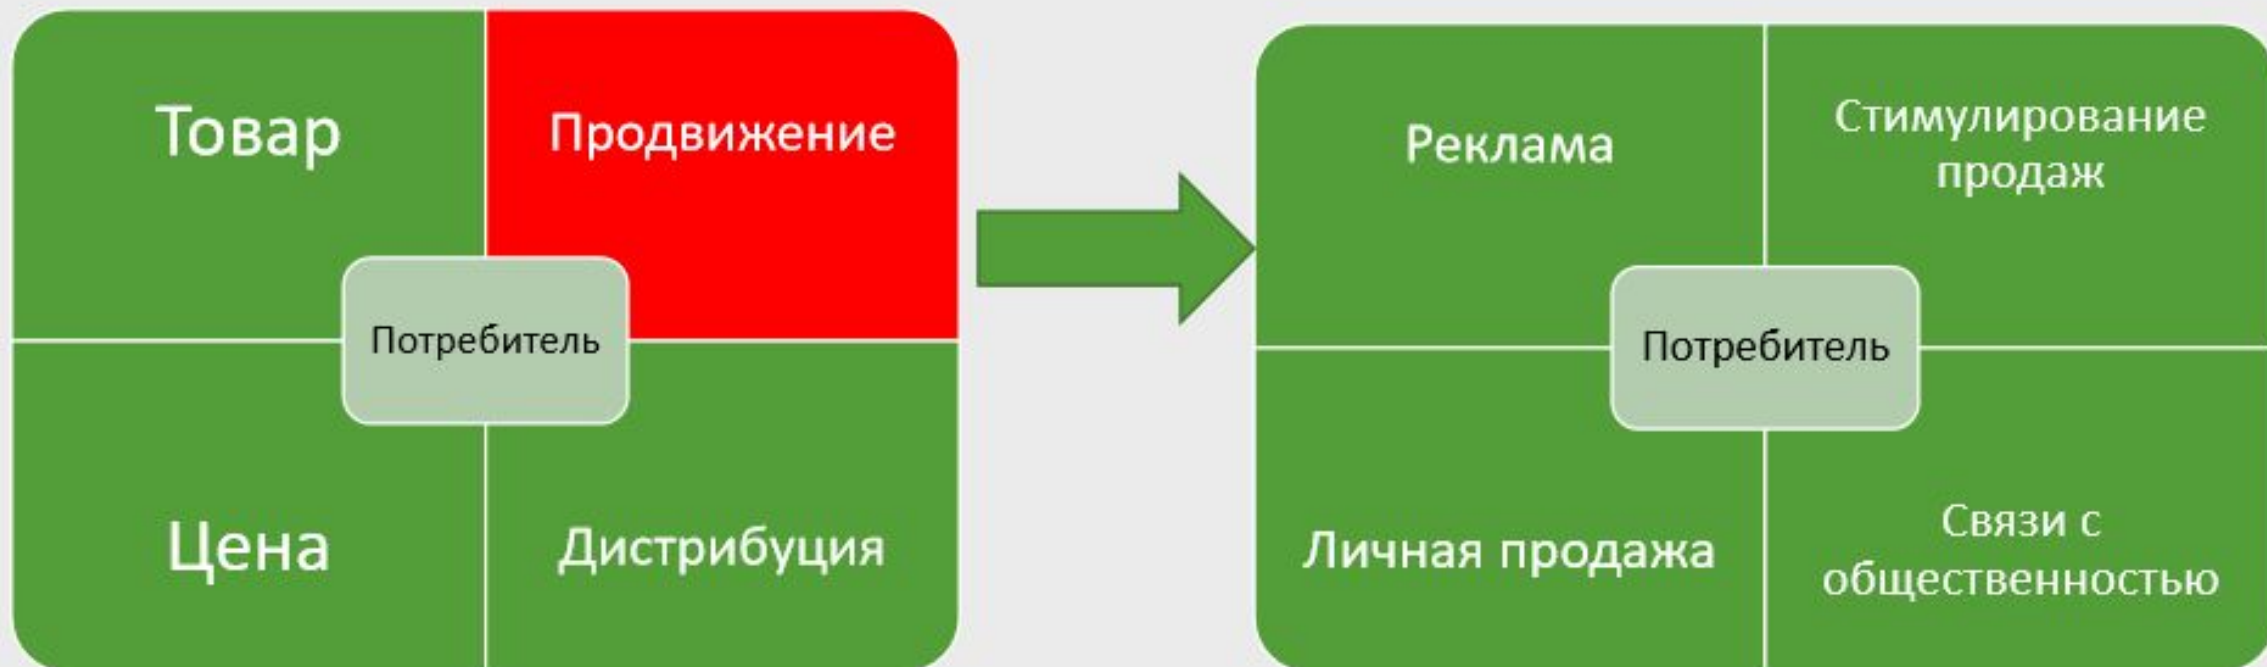 Товар
Продвижение
Потребитель
Цена
Дистрибуция
Реклама
Стимулирование
продаж
Потребитель
Личная продажа
Связи с
общественностью